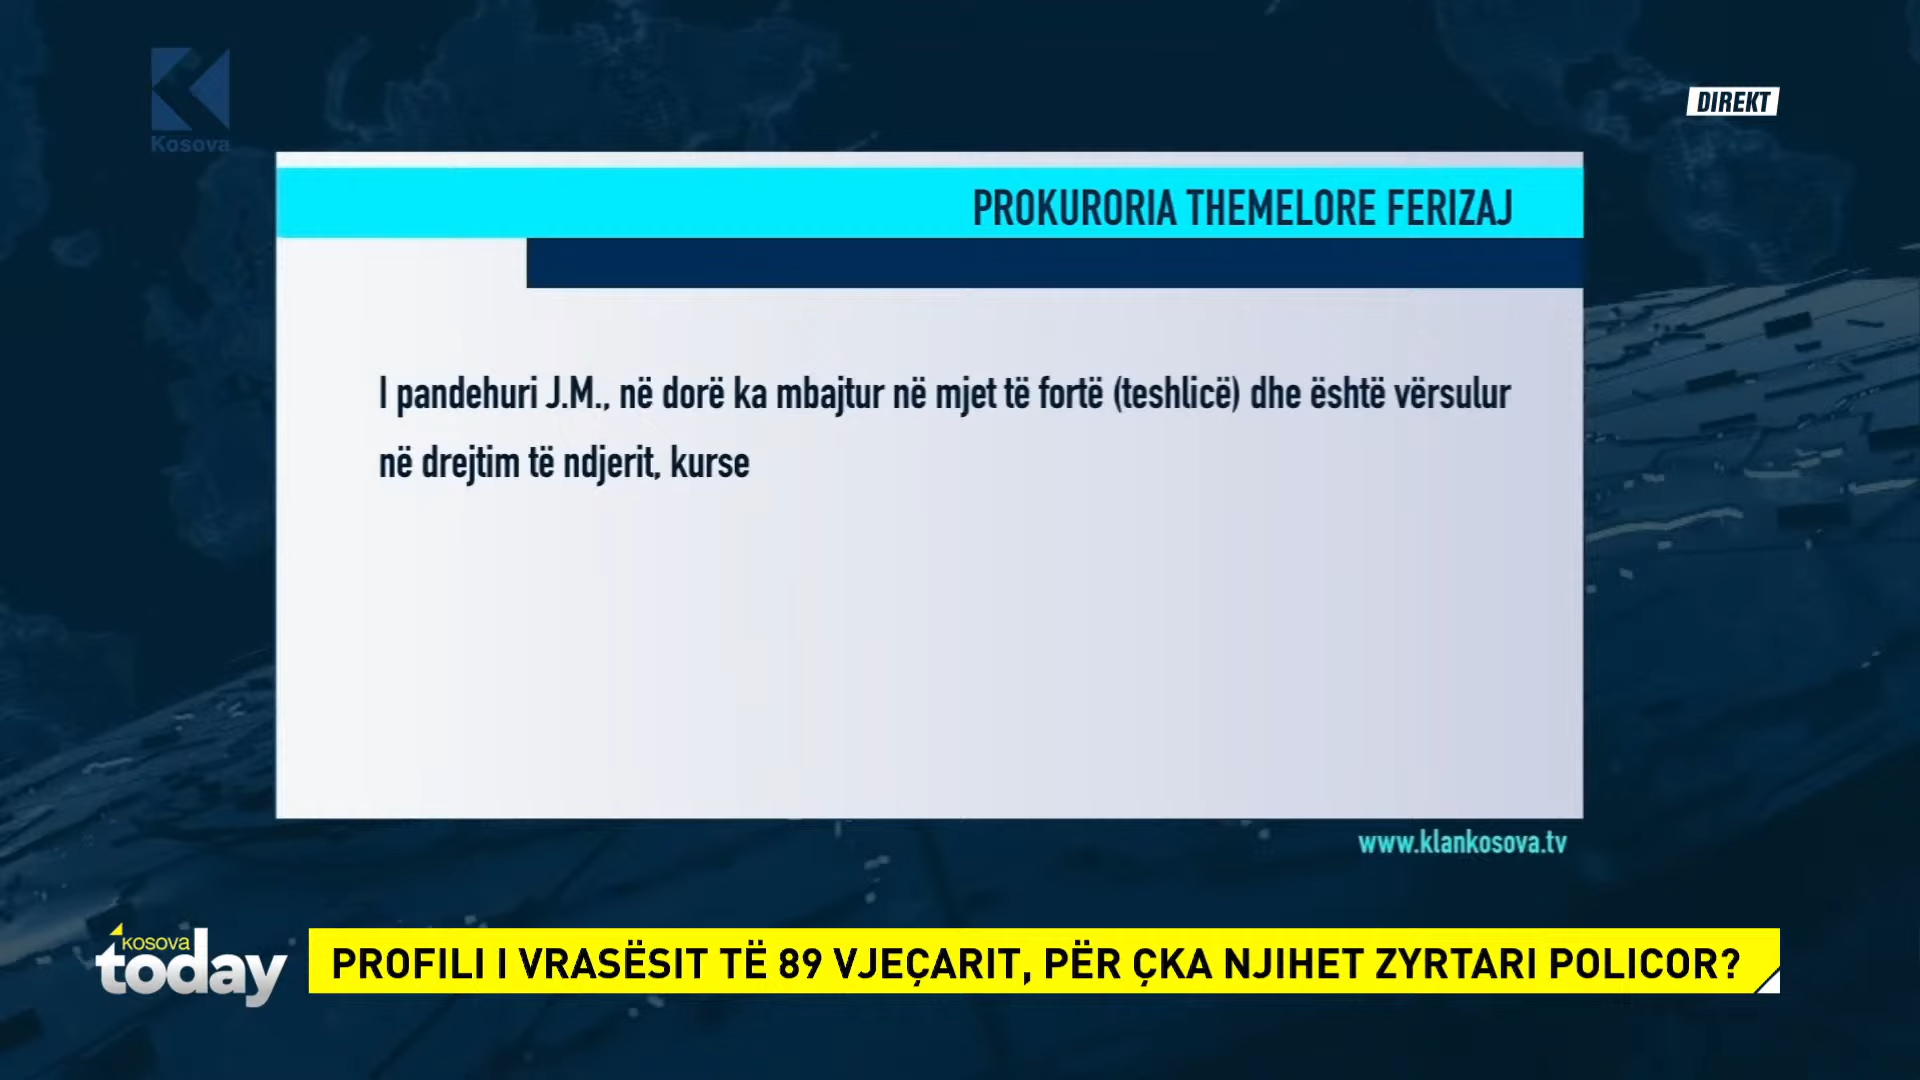 Kosova
DIREKT
PROKURORIA THEMELORE FERIZAJ
I pandehuri J.M., në dorë ka mbajtur në mjet të fortë (teshlicë) dhe është vërsulur
në drejtim të ndjerit, kurse
www.klankosova.tv
kosova
today
PROFILI I VRASËSIT TË 89 VJEÇARIT, PËR ÇKA NJIHET ZYRTARI POLICOR?